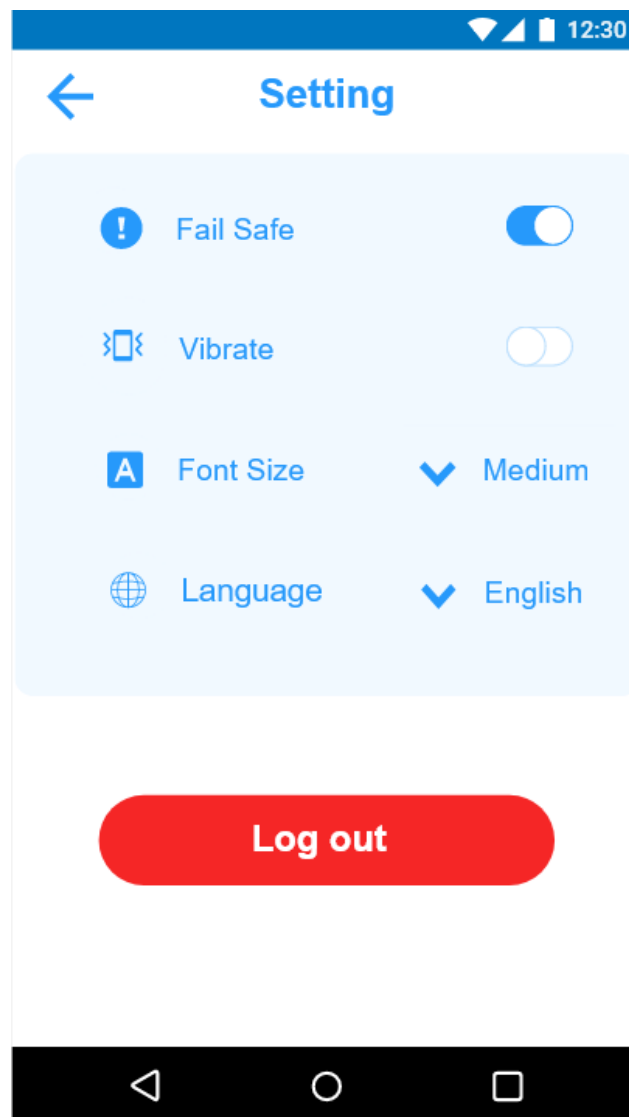 12:30
Setting
Fail Safe
Vibrate
A Font Size Medium
Language English
Log out